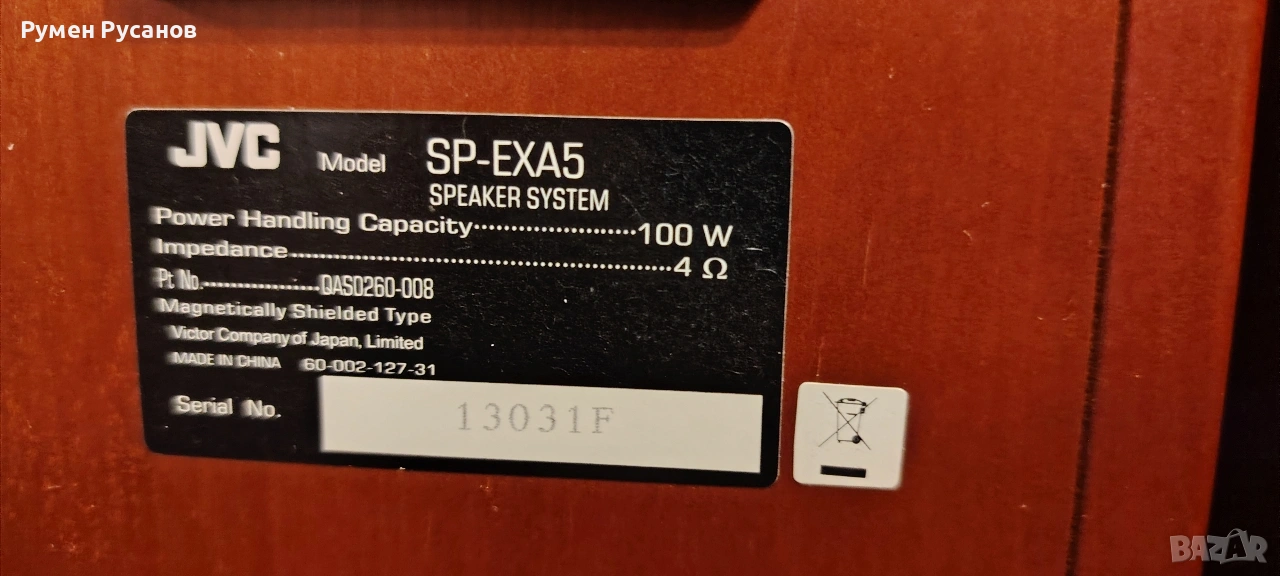 Румен Русанов
JVC Model SP-EXA5
SPEAKER SYSTEM
Power Handling Capacity......................100 W
Impedance....................................................4 Ω
Pt No...................QAS0260-008
Magnetically Shielded Type
Victor Company of Japan, Limited
MADE IN CHINA 60-002-127-31
Serial No. 13031F
BAZAR